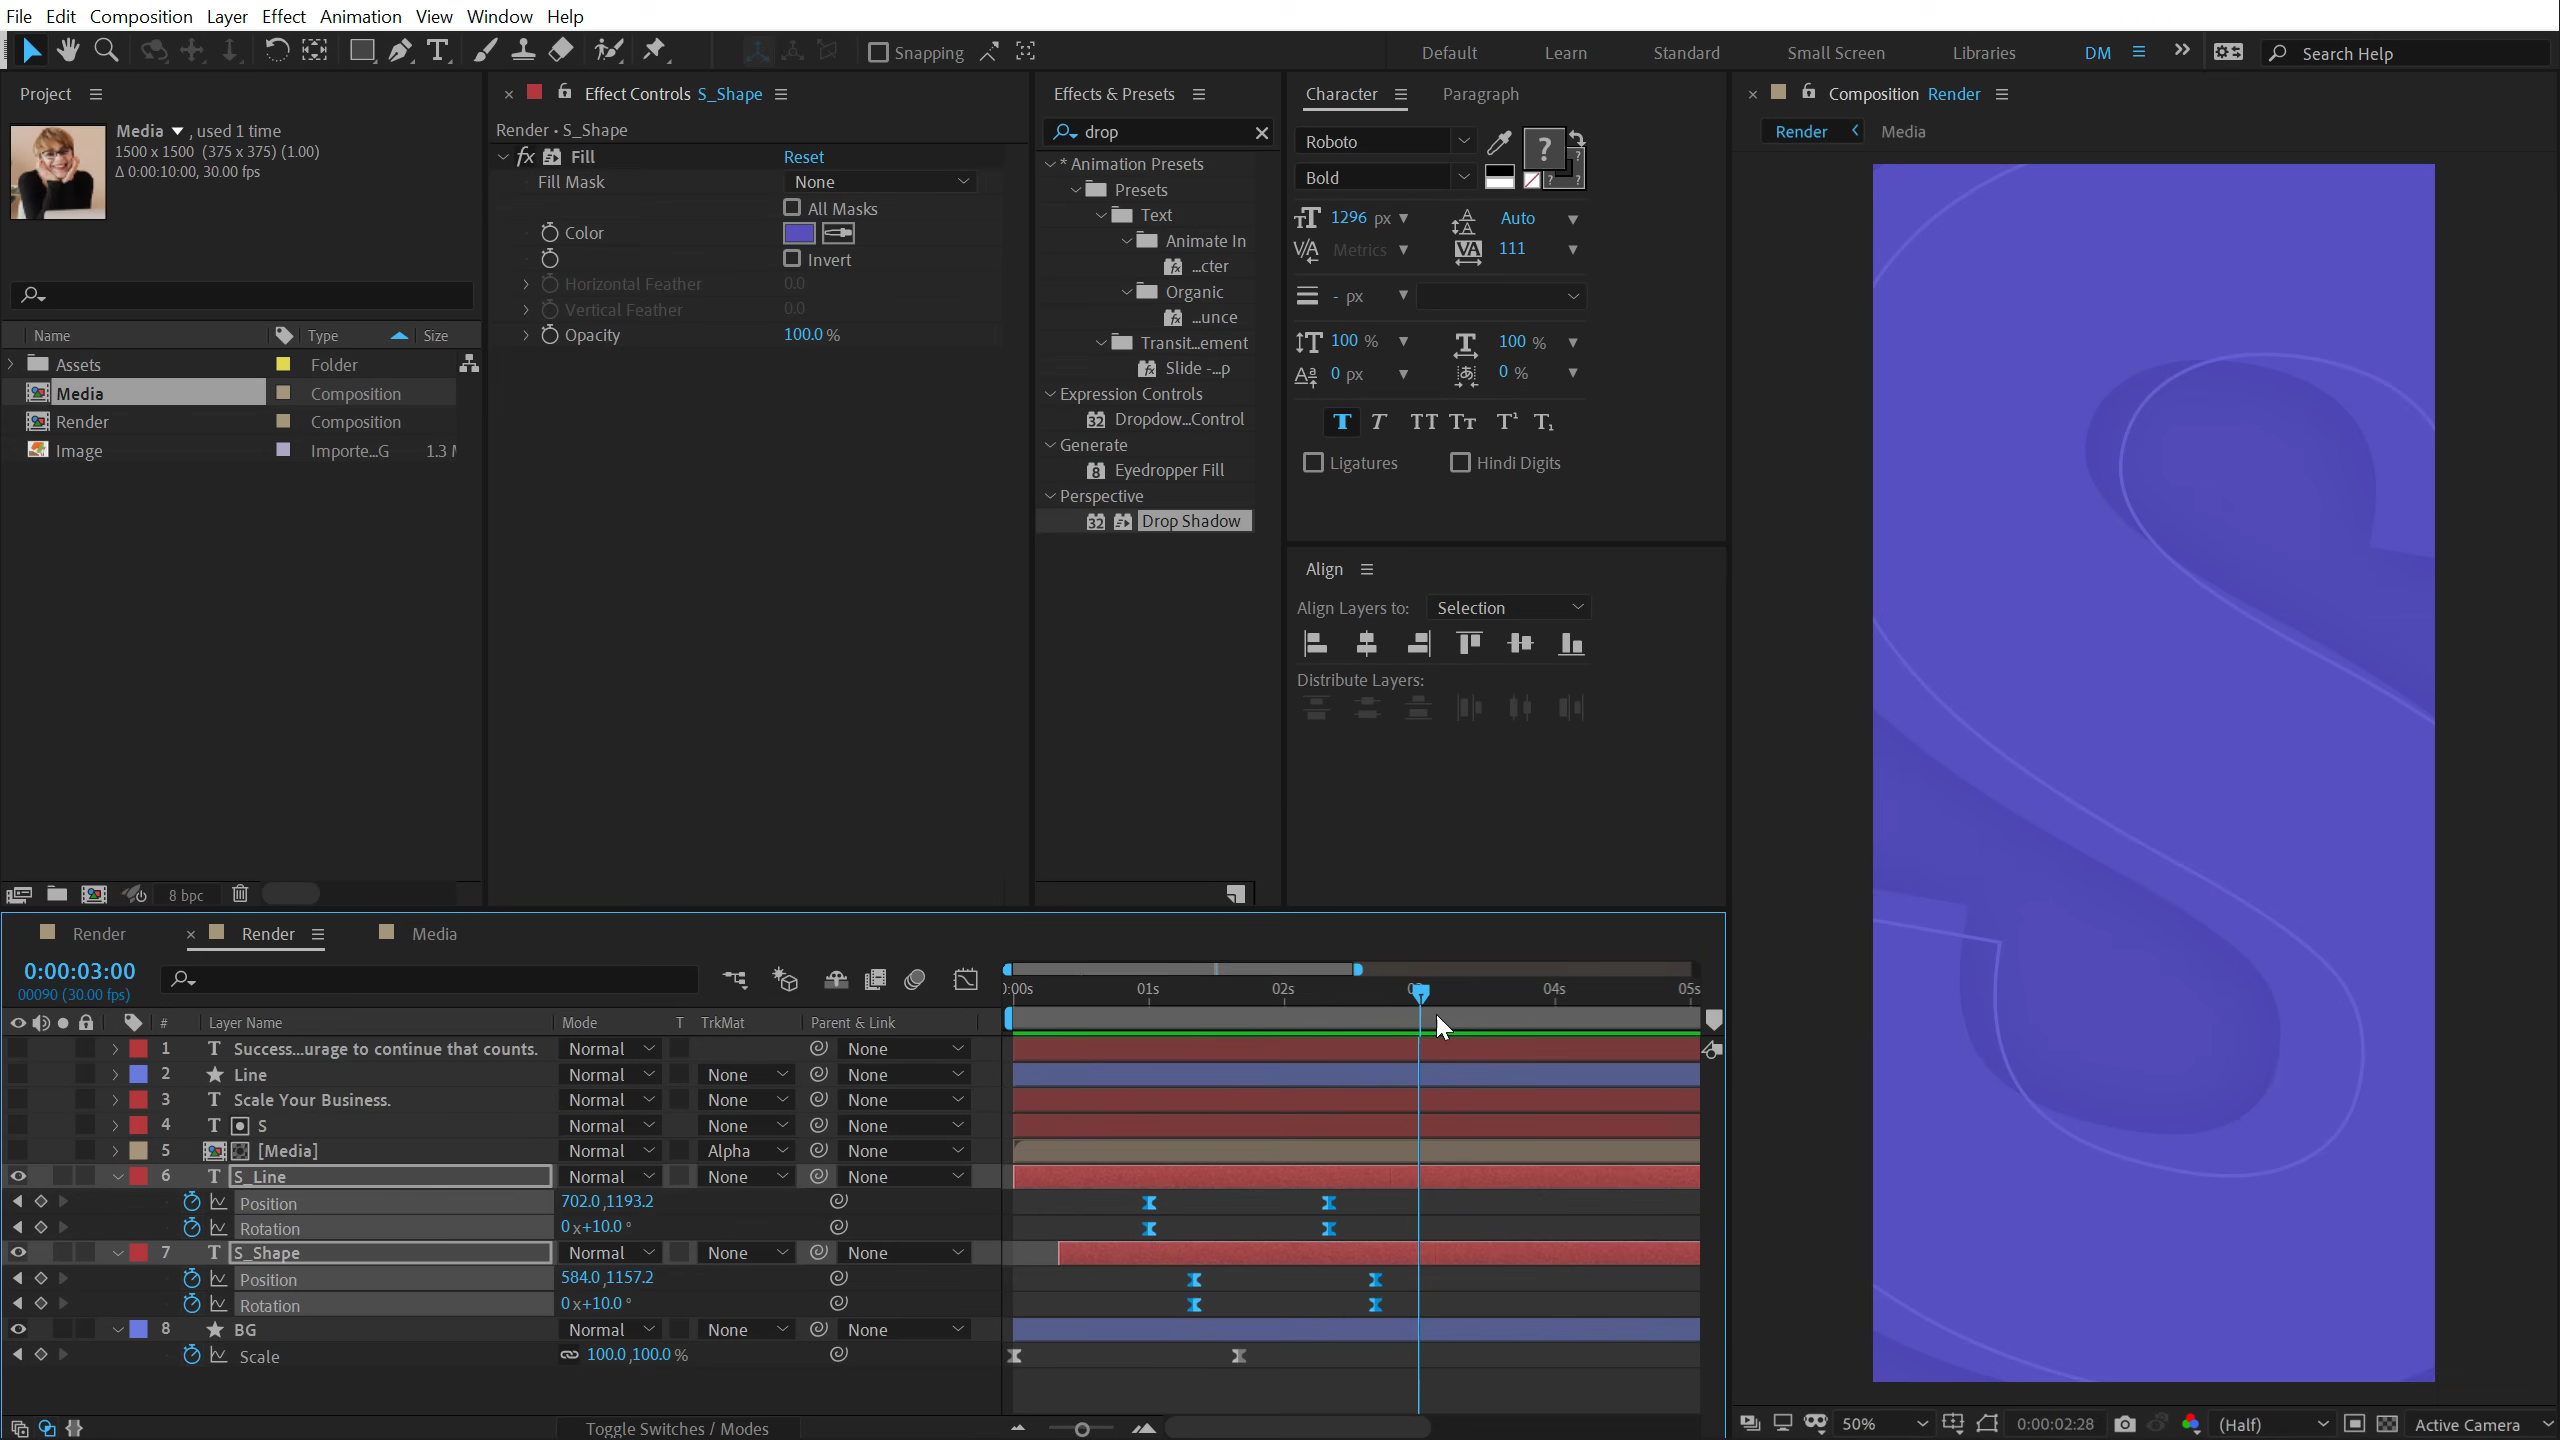 File Edit Composition Layer Effect Animation View Window Help
Snapping Default Learn Standard Small Screen Libraries DM Search Help
Project
Media , used 1 time
1500 x 1500 (375 x 375) (1.00)
Δ 0:00:10:00, 30.00 fps
Name Type Size
Assets Folder
Media Composition
Render Composition
Image Importe...G 1.3
8 bpc
Effect Controls S_Shape
Render • S_Shape
fx Fill Reset
Fill Mask None
All Masks
Color
Invert
Horizontal Feather 0.0
Vertical Feather 0.0
Opacity 100.0 %
Effects & Presets
drop
* Animation Presets
Presets
Text
Animate In
...cter
Organic
...unce
Transit...ement
Slide -...p
Expression Controls
Dropdow...Control
Generate
Eyedropper Fill
Perspective
Drop Shadow
Character Paragraph
Roboto
Bold
1296 px Auto
Metrics 111
- px
100 % 100 %
0 px 0 %
Ligatures Hindi Digits
Align
Align Layers to: Selection
Distribute Layers:
Composition Render
Render Media
Render Render Media
0:00:03:00
00090 (30.00 fps)
:00s 01s 02s 04s 05s
# Layer Name Mode T TrkMat Parent & Link
1 T Success...urage to continue that counts. Normal None
2 Line Normal None None
3 T Scale Your Business. Normal None None
4 T S Normal None None
5 [Media] Normal Alpha None
6 T S_Line Normal None None
Position 702.0,1193.2
Rotation 0x+10.0°
7 T S_Shape Normal None None
Position 584.0,1157.2
Rotation 0x+10.0°
8 BG Normal None None
Scale 100.0,100.0 %
Toggle Switches / Modes
50% 0:00:02:28 (Half) Active Camera